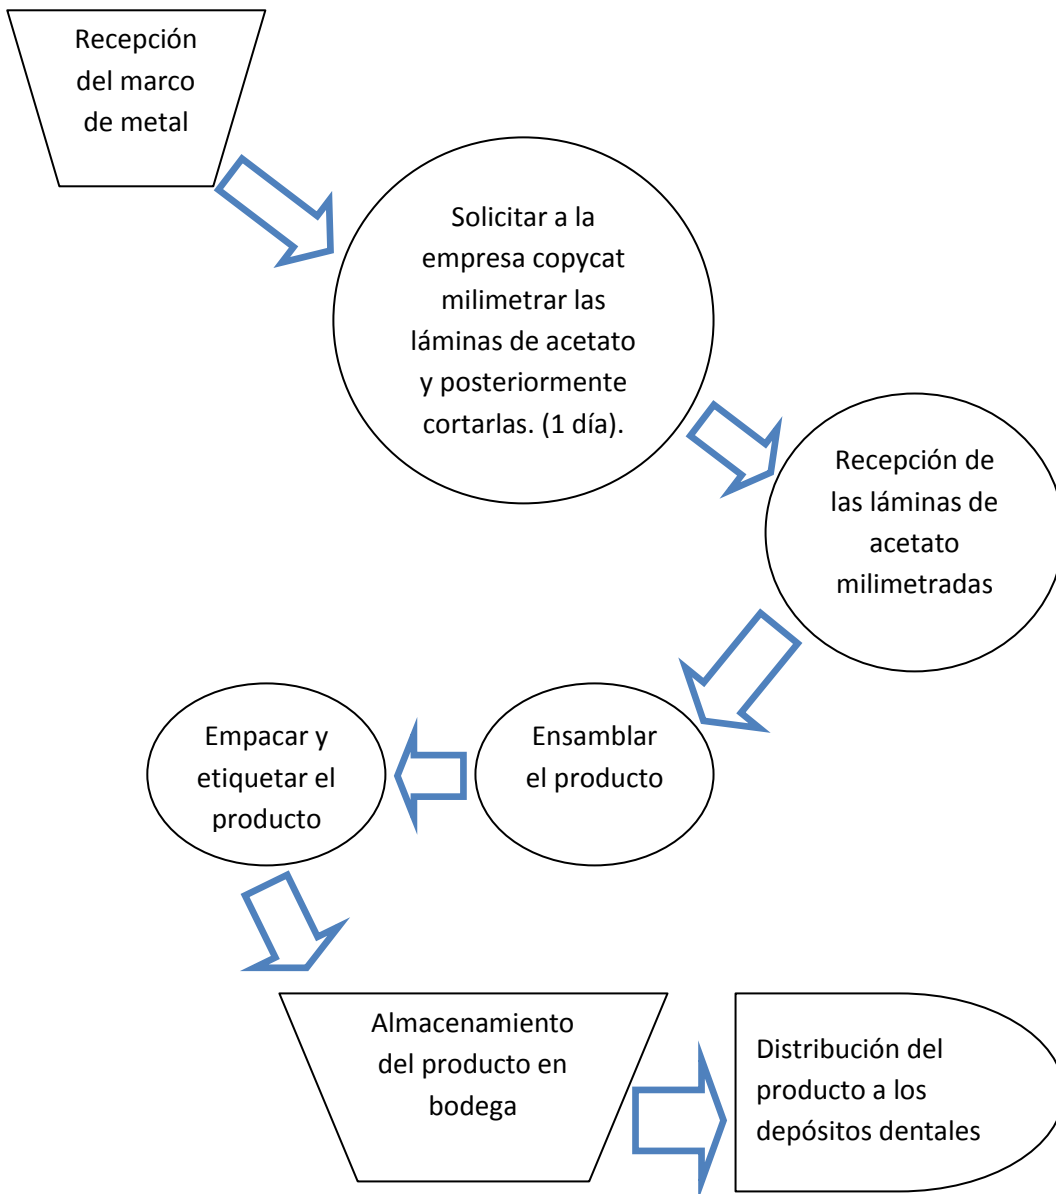 Recepción
del marco
de metal
Solicitar a la
empresa copycat
milimetrar las
láminas de acetato
y posteriormente
cortarlas. (1 día).
Recepción de
las láminas de
acetato
milimetradas
Ensamblar
el producto
Empacar y
etiquetar el
producto
Almacenamiento
del producto en
bodega
Distribución del
producto a los
depósitos dentales